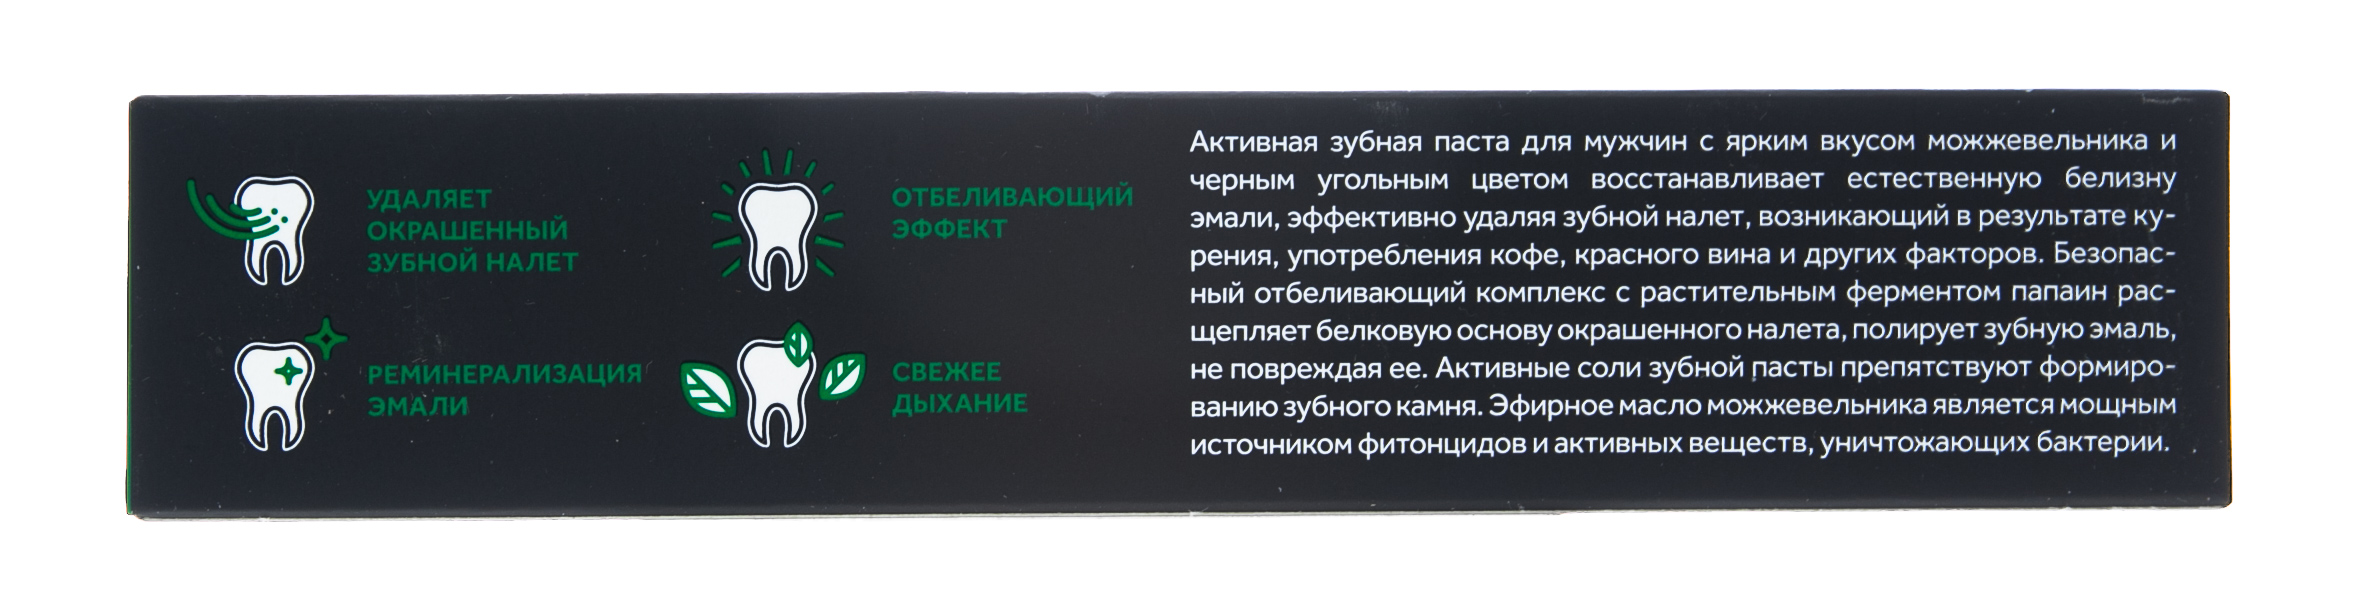 УДАЛЯЕТ
ОКРАШЕННЫЙ
ЗУБНОЙ НАЛЕТ
ОТБЕЛИВАЮЩИЙ
ЭФФЕКТ
РЕМИНЕРАЛИЗАЦИЯ
ЭМАЛИ
СВЕЖЕЕ
ДЫХАНИЕ
Активная зубная паста для мужчин с ярким вкусом можжевельника и
черным угольным цветом восстанавливает естественную белизну
эмали, эффективно удаляя зубной налет, возникающий в результате ку-
рения, употребления кофе, красного вина и других факторов. Безопас-
ный отбеливающий комплекс с растительным ферментом папаин рас-
щепляет белковую основу окрашенного налета, полирует зубную эмаль,
не повреждая ее. Активные соли зубной пасты препятствуют формиро-
ванию зубного камня. Эфирное масло можжевельника является мощным
источником фитонцидов и активных веществ, уничтожающих бактерии.